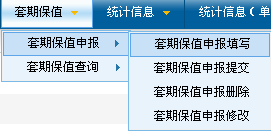 套期保值 统计信息 统计信息(单
套期保值申报 套期保值申报填写
套期保值查询 套期保值申报提交
套期保值申报删除
套期保值申报修改